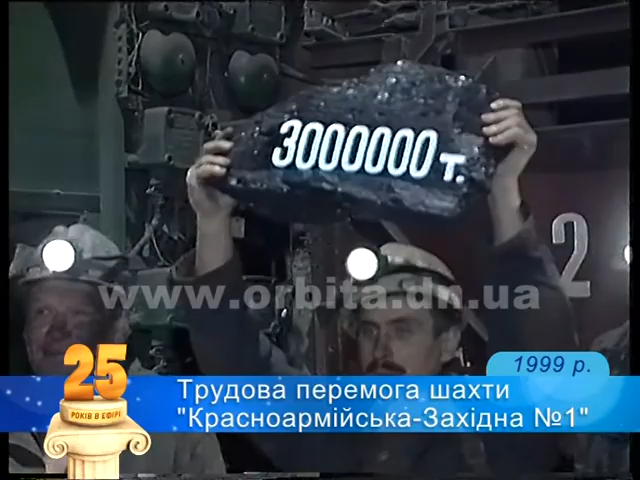 3000000 т.
2
www.orbita.dn.ua
1999 р.
25
РОКІВ В ЕФІРІ
Трудова перемога шахти
"Красноармійська-Західна №1"